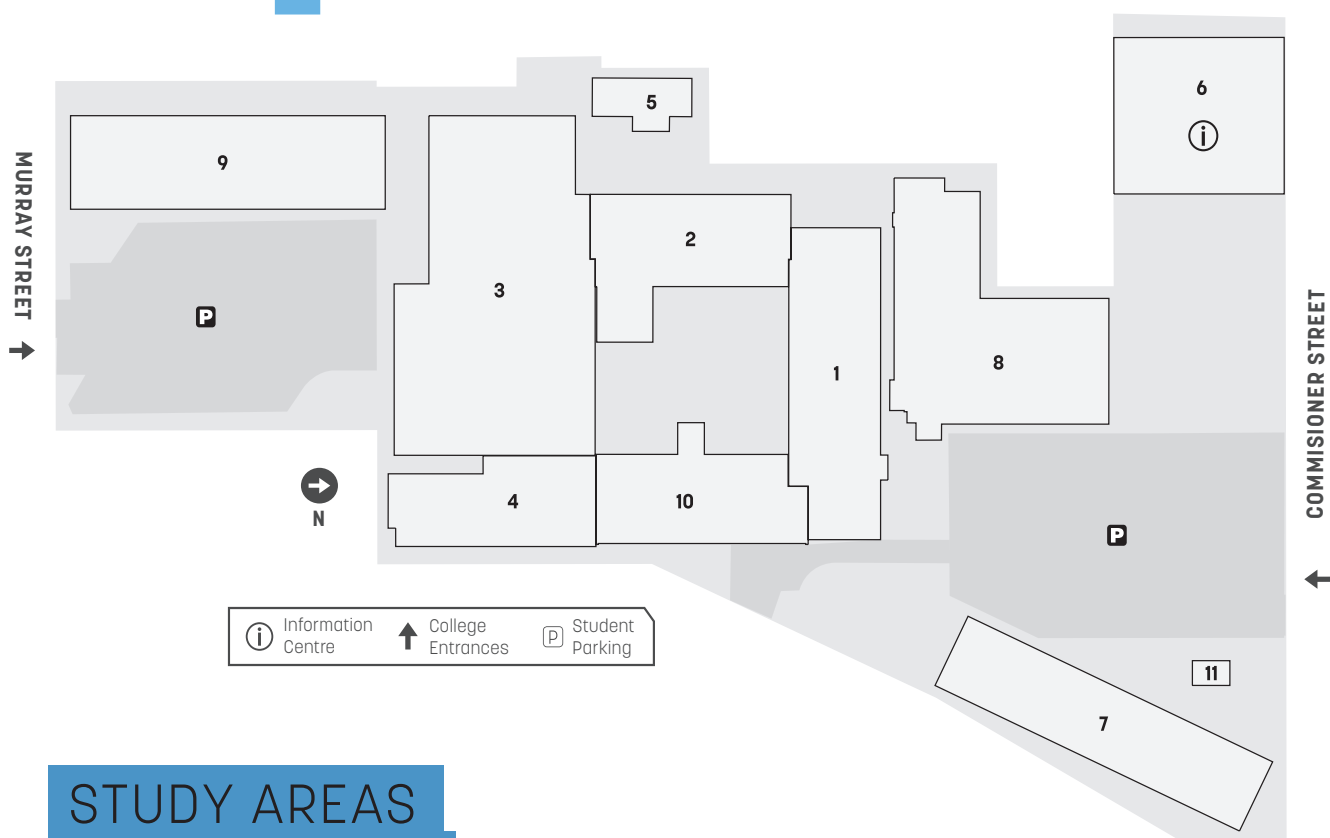 6
5
9
MURRAY STREET
2
3
COMMISIONER STREET
P
1
8
4
10
N
P
i Information Centre
College Entrances
P Student Parking
11
7
STUDY AREAS